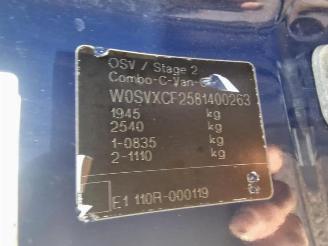 OSV / Stage 2
Combo-C-Van-
W0SVXCF2581400263
1945 kg
2540 kg
1-0835 kg
2-1110 kg
E1 110R-000119